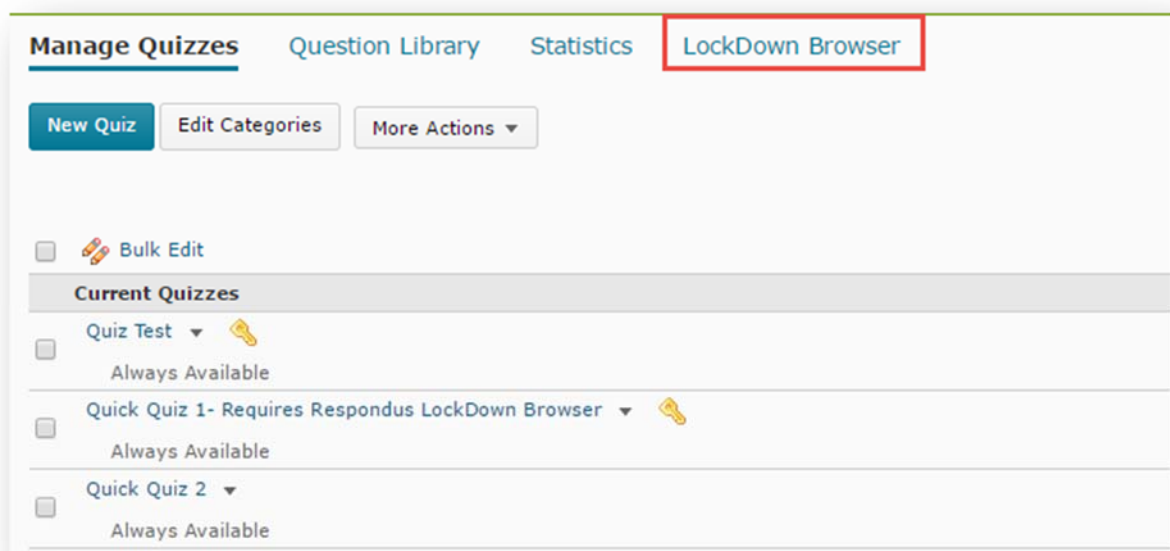 Manage Quizzes Question Library Statistics LockDown Browser
New Quiz Edit Categories More Actions
Bulk Edit
Current Quizzes
Quiz Test
Always Available
Quick Quiz 1- Requires Respondus LockDown Browser
Always Available
Quick Quiz 2
Always Available